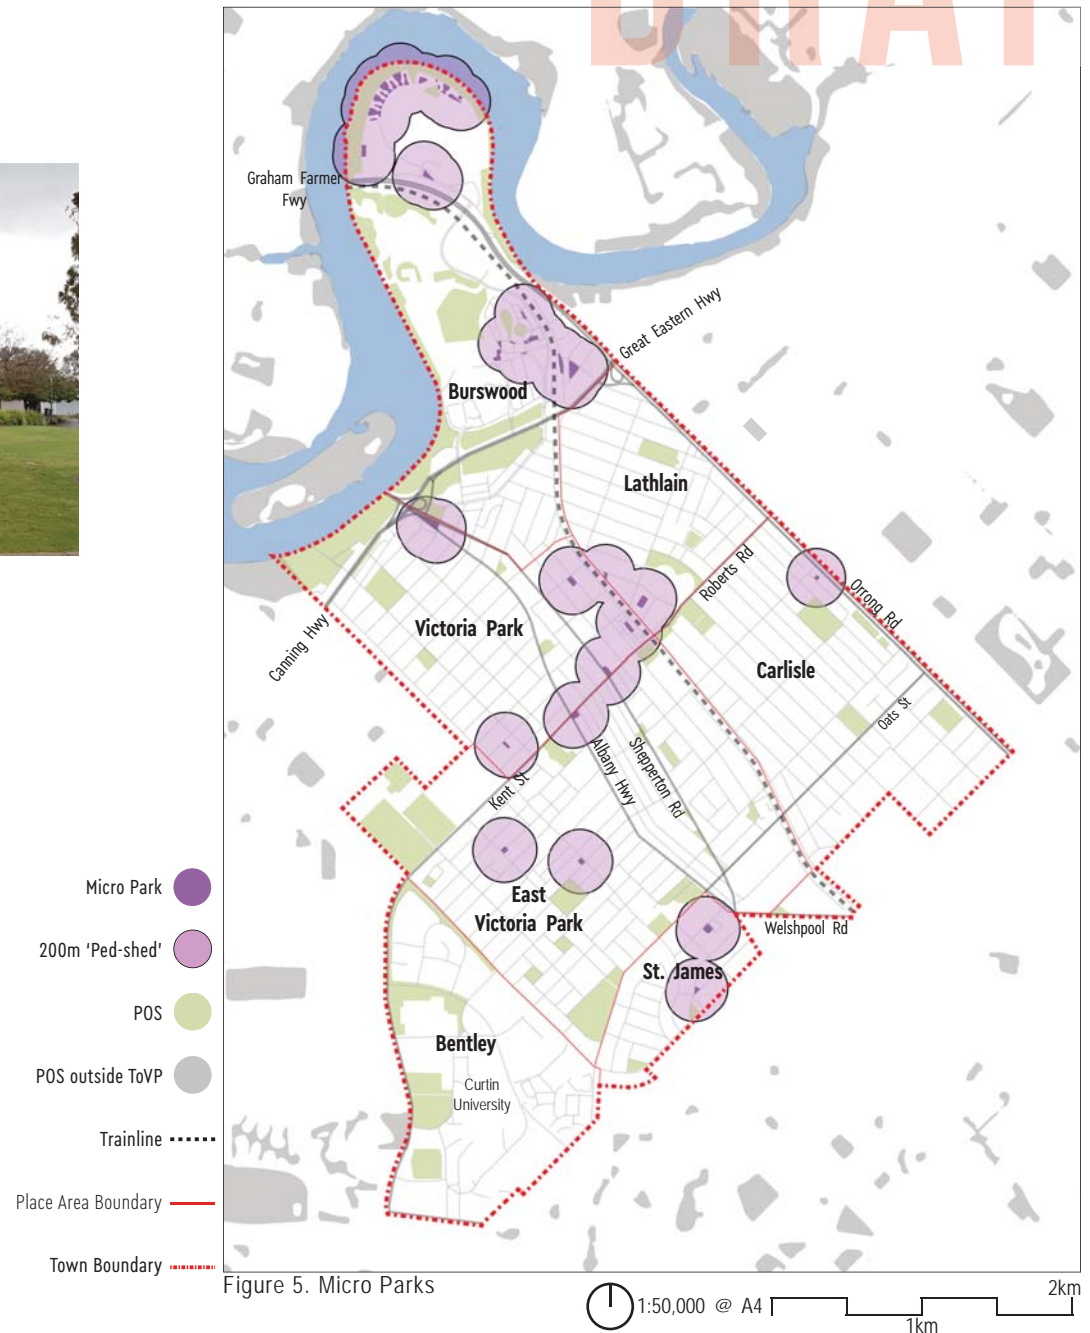 DRAF
Graham Farmer
Fwy
Great Eastern Hwy
Burswood
Lathlain
Roberts Rd
Orrong Rd
Canning Hwy
Victoria Park
Carlisle
Oats St
Albany Hwy
Shepperton Rd
Kent St
East
Victoria Park
Welshpool Rd
St. James
Bentley
Curtin
University
Micro Park
200m 'Ped-shed'
POS
POS outside ToVP
Trainline
Place Area Boundary
Town Boundary
Figure 5. Micro Parks
1:50,000 @ A4
1km
2km